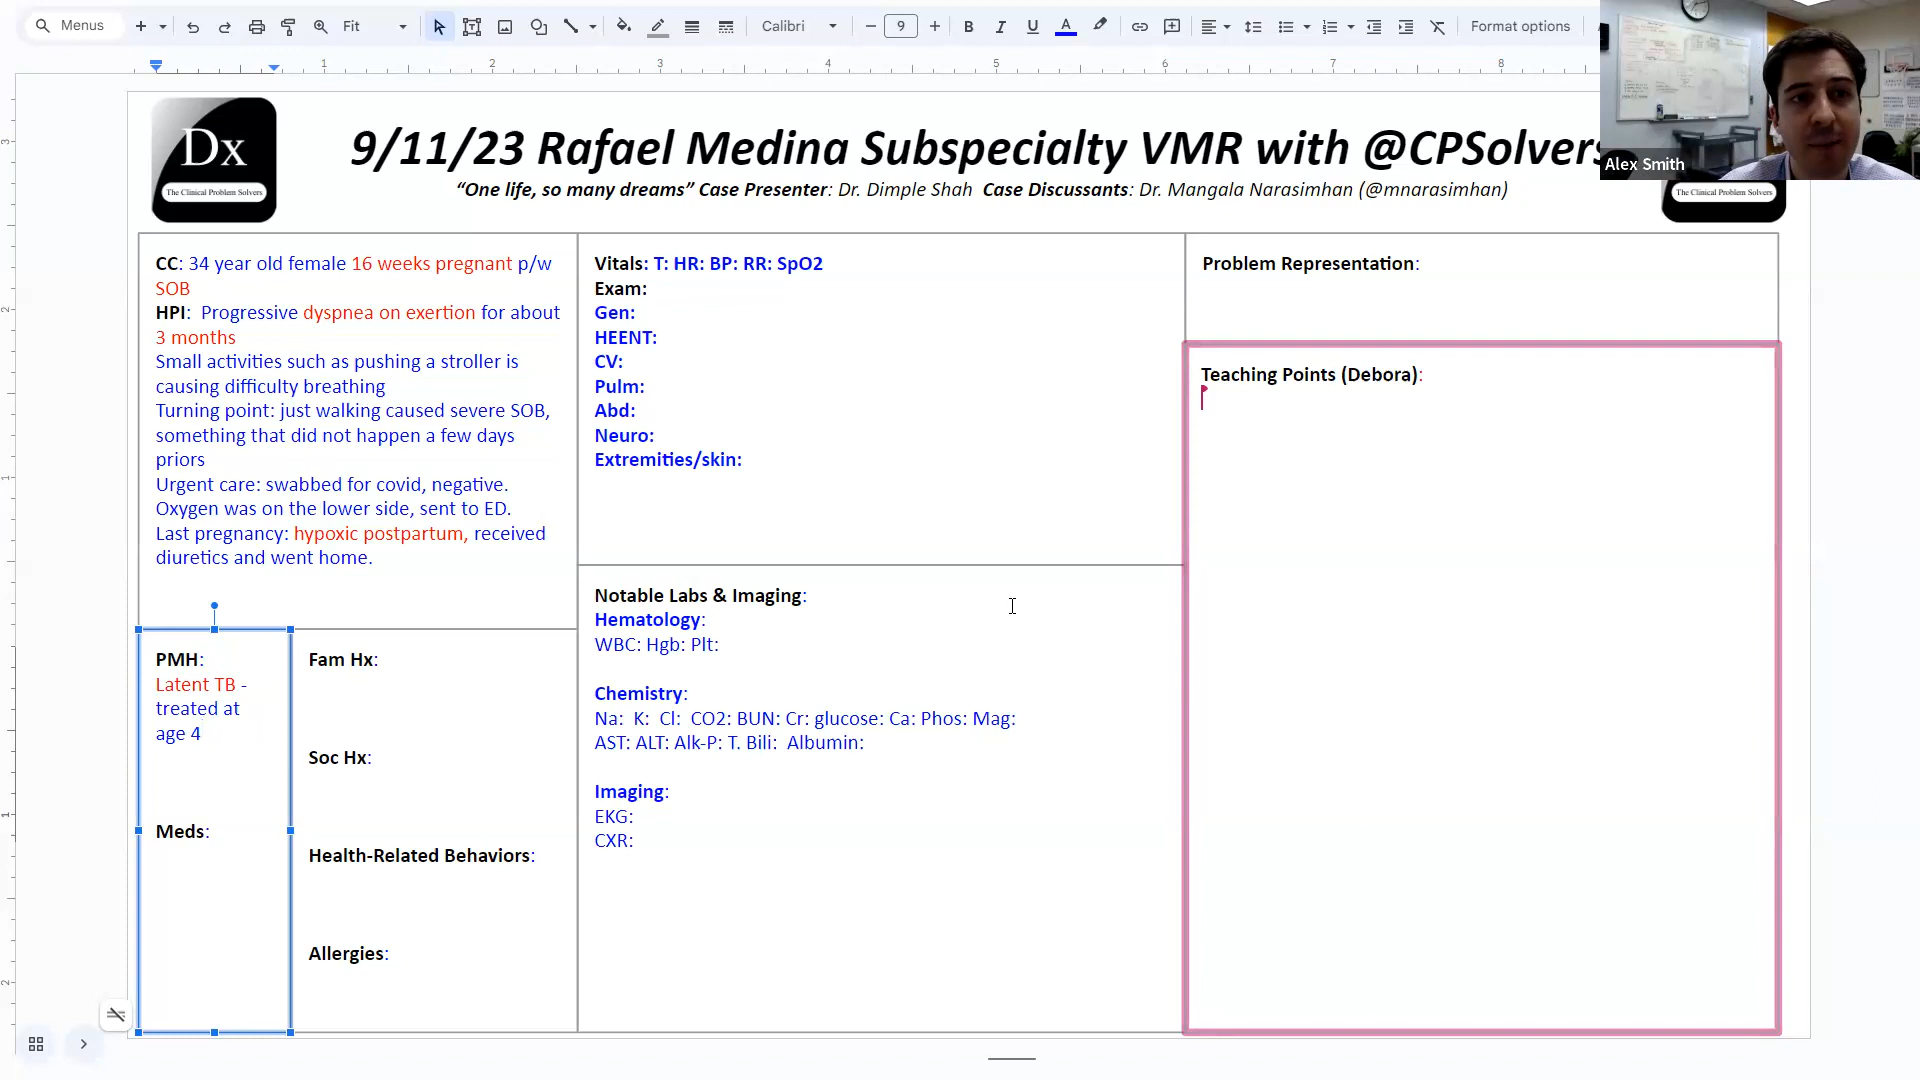 Menus
Fit
Calibri
9
B I U A
Format options
1 2 3 4 5 6 7 8
3
2
1
1
2
Dx
The Clinical Problem Solvers
9/11/23 Rafael Medina Subspecialty VMR with @CPSolvers
“One life, so many dreams” Case Presenter: Dr. Dimple Shah Case Discussants: Dr. Mangala Narasimhan (@mnarasimhan)
Alex Smith
The Clinical Problem Solvers
CC: 34 year old female 16 weeks pregnant p/w
SOB
HPI: Progressive dyspnea on exertion for about
3 months
Small activities such as pushing a stroller is
causing difficulty breathing
Turning point: just walking caused severe SOB,
something that did not happen a few days
priors
Urgent care: swabbed for covid, negative.
Oxygen was on the lower side, sent to ED.
Last pregnancy: hypoxic postpartum, received
diuretics and went home.
PMH:
Latent TB -
treated at
age 4
Meds:
Fam Hx:
Soc Hx:
Health-Related Behaviors:
Allergies:
Vitals: T: HR: BP: RR: SpO2
Exam:
Gen:
HEENT:
CV:
Pulm:
Abd:
Neuro:
Extremities/skin:
Notable Labs & Imaging:
Hematology:
WBC: Hgb: Plt:
Chemistry:
Na: K: Cl: CO2: BUN: Cr: glucose: Ca: Phos: Mag:
AST: ALT: Alk-P: T. Bili: Albumin:
Imaging:
EKG:
CXR:
Problem Representation:
Teaching Points (Debora):